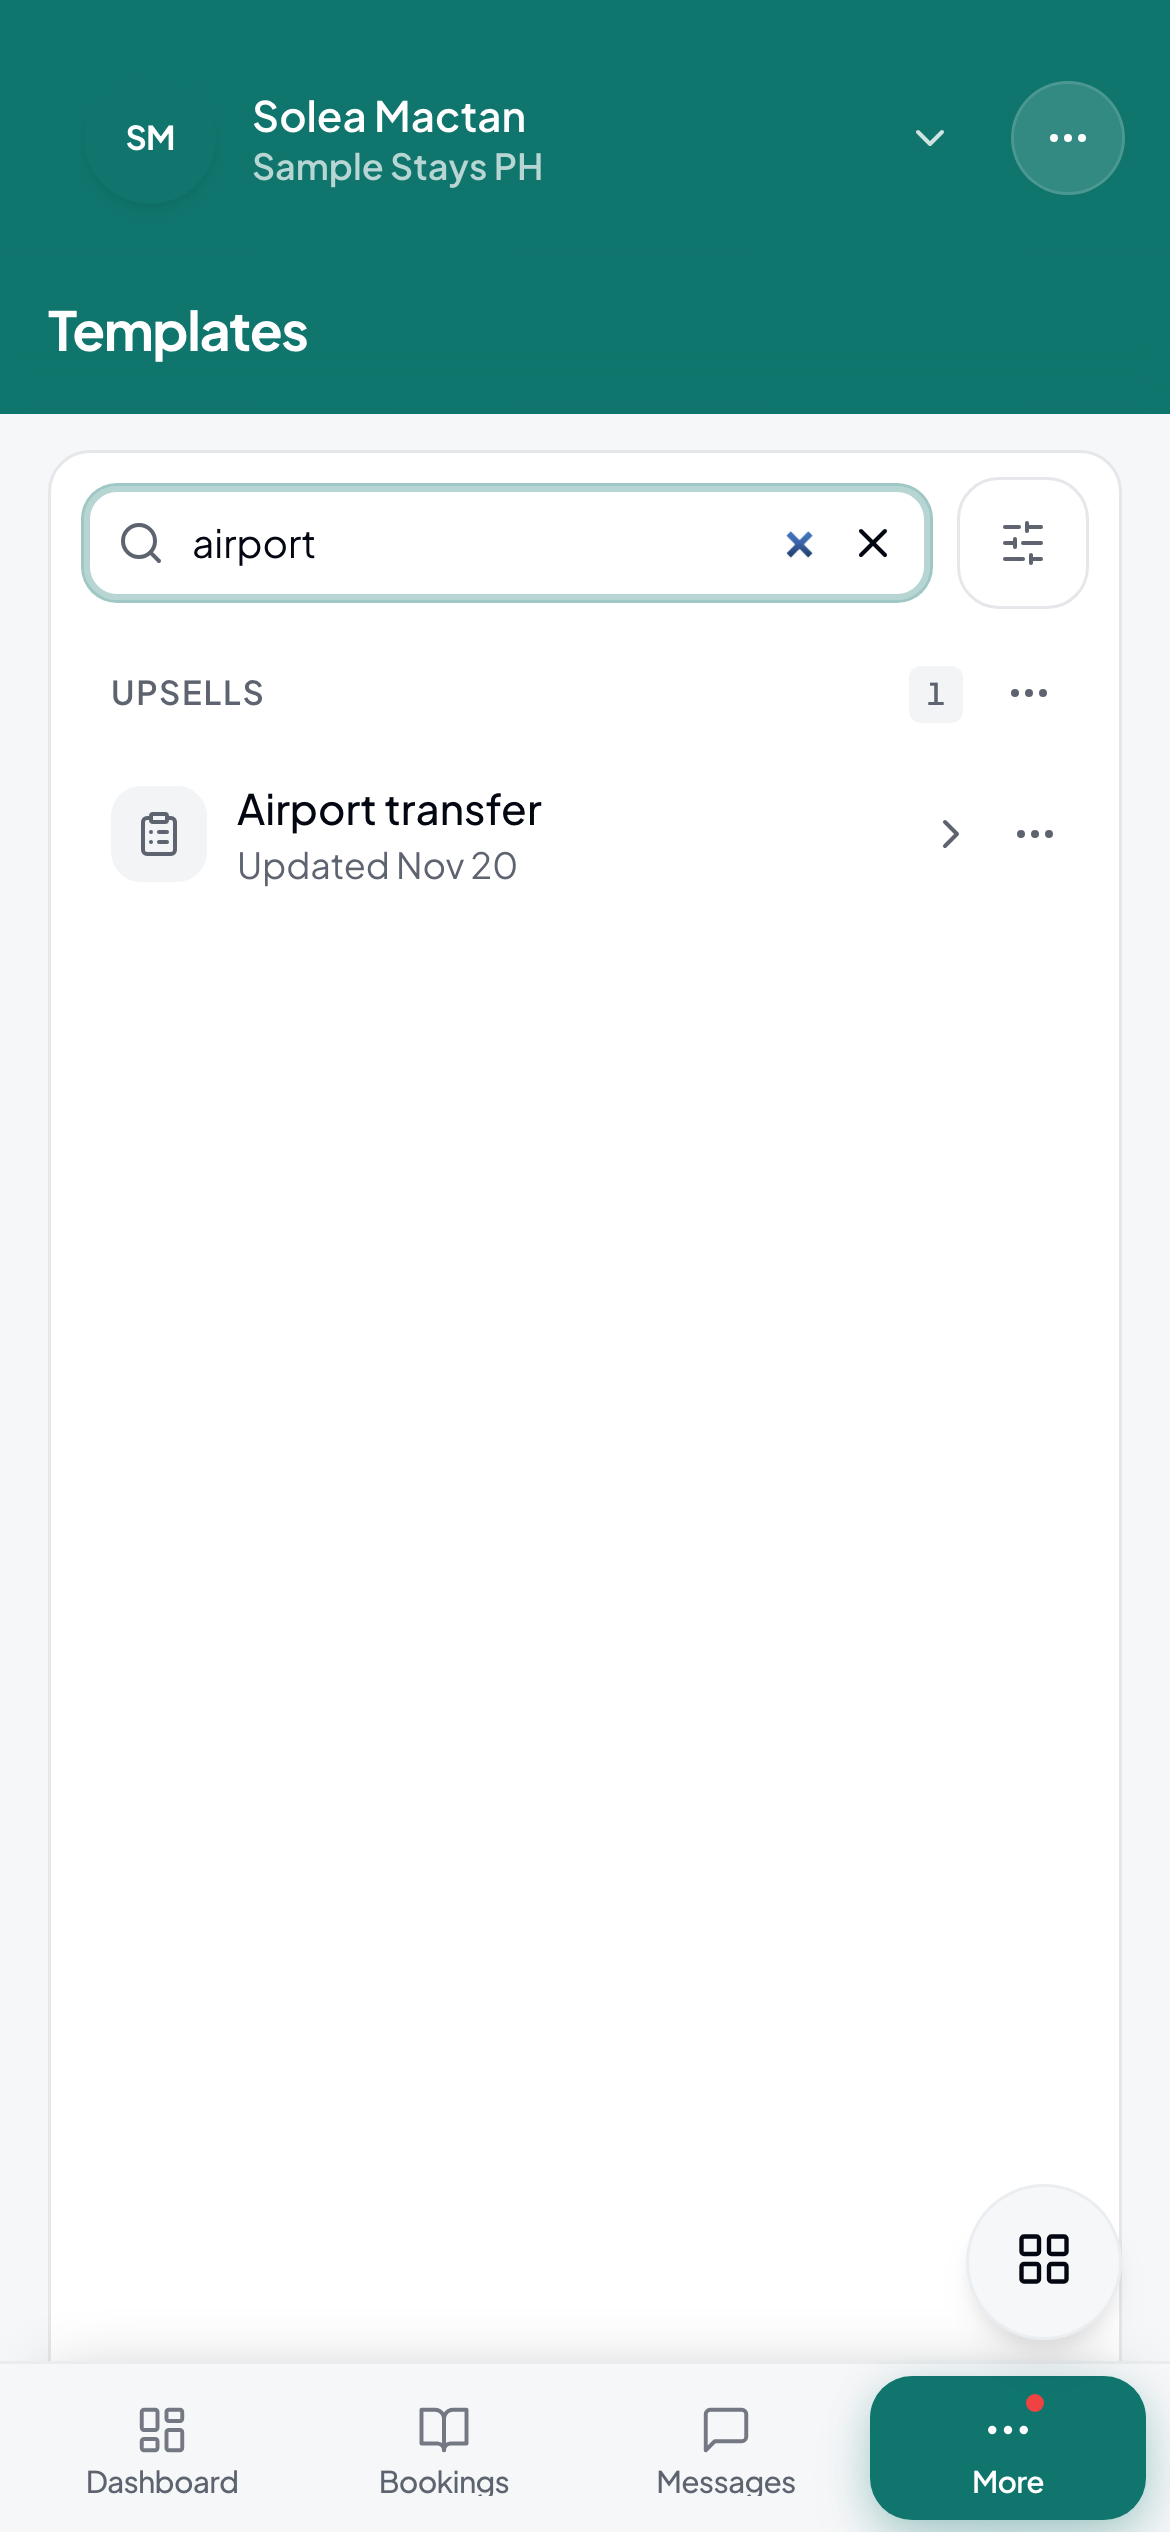 SM
Solea Mactan
Sample Stays PH
Templates
airport
UPSELLS
1
Airport transfer
Updated Nov 20
Dashboard
Bookings
Messages
More